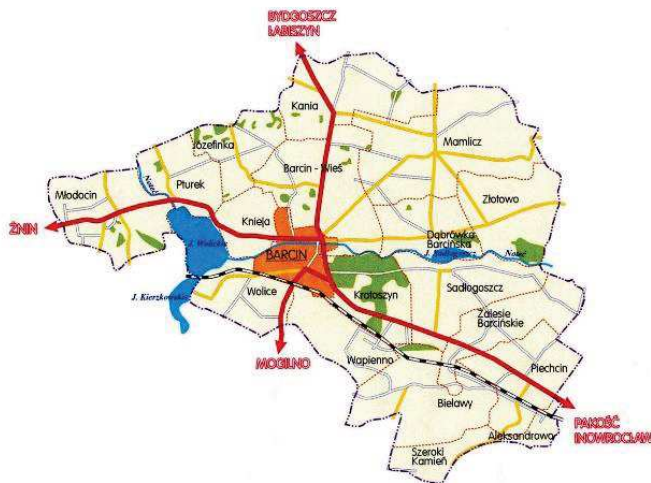 BYDGOSZCZ
ŁABISZYN
Kania
Józefinka
Mamlicz
Barcin - Wieś
Młodocin
Pturek
Noteć
Złotowo
Knieja
ŻNIN
J. Wolickie
Dąbrówka
Barcińska
BARCIN
J. Sadłogoszcz
Noteć
J. Kierzkowskie
Wolice
Krotoszyn
Sadłogoszcz
Zalesie
Barcińskie
MOGILNO
Wapienno
Piechcin
Bielawy
PAKOŚĆ
INOWROCŁAW
Aleksandrowo
Szeroki
Kamień